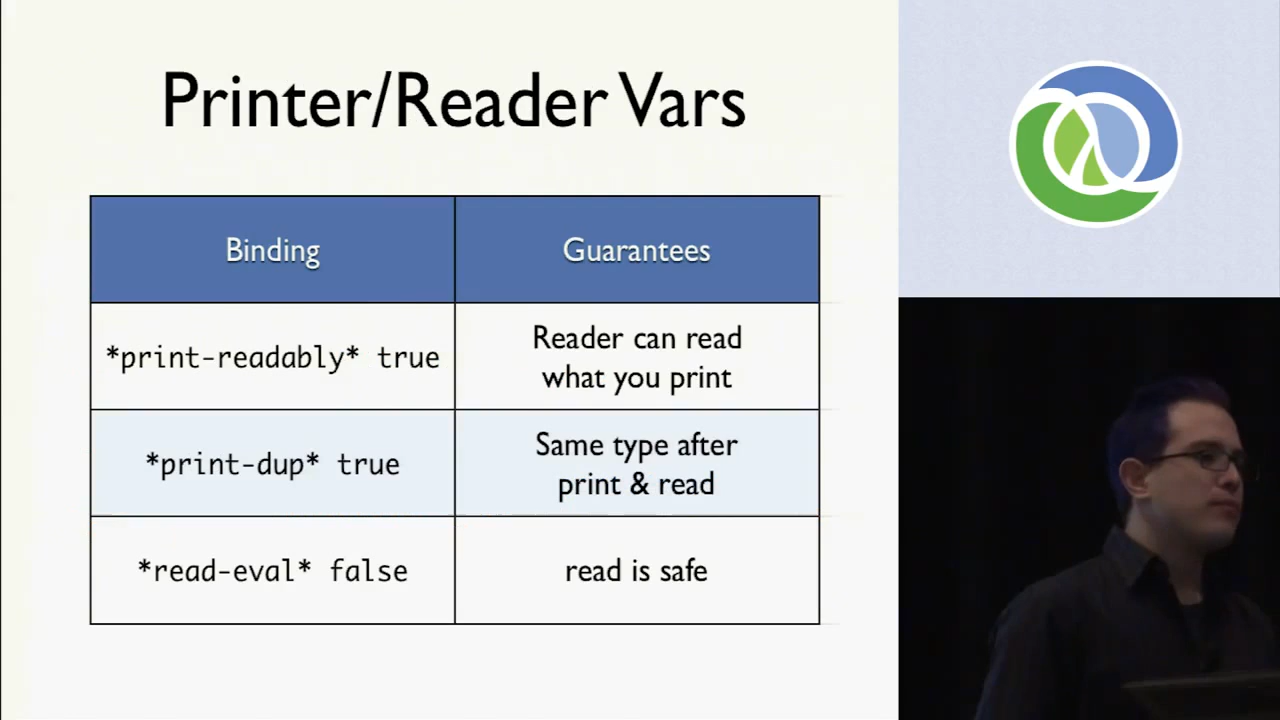 Printer/Reader Vars
Binding
Guarantees
*print-readably* true
Reader can read
what you print
*print-dup* true
Same type after
print & read
*read-eval* false
read is safe